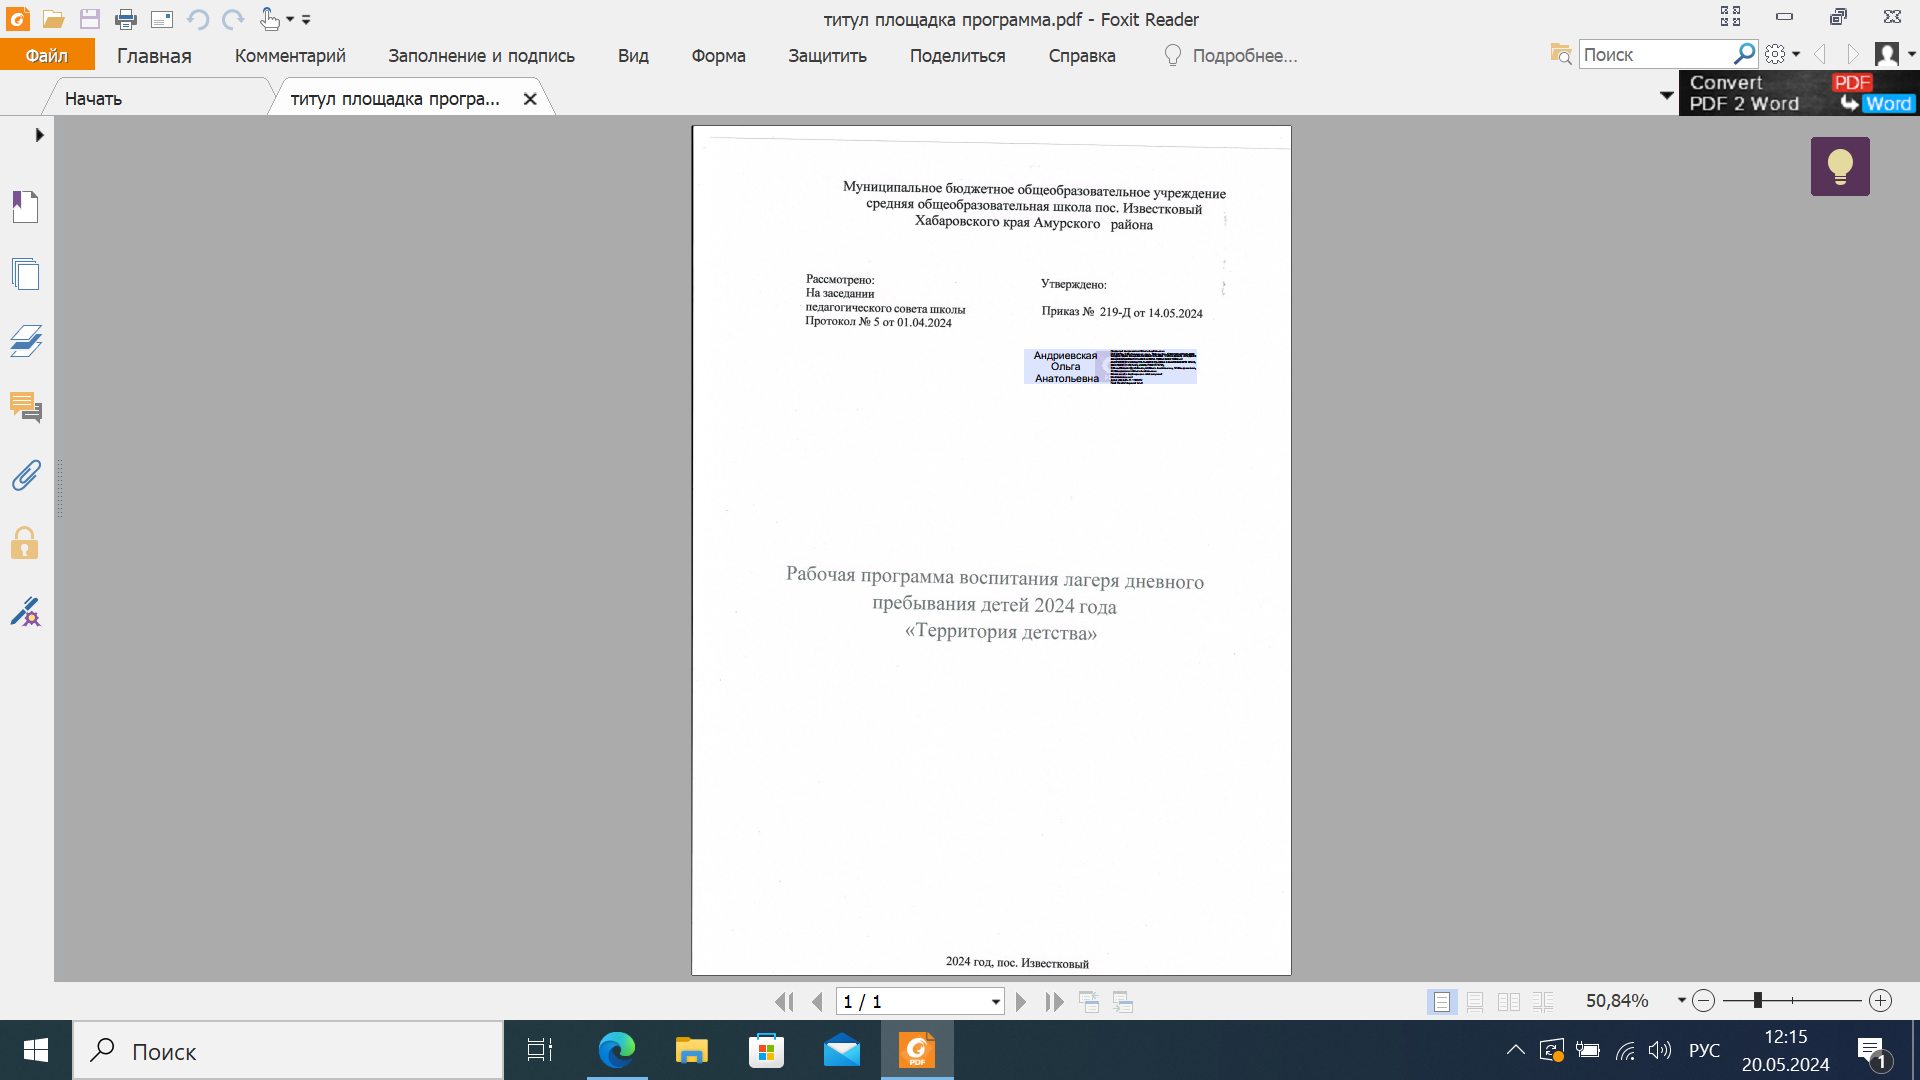 титул площадка программа.pdf - Foxit Reader
Файл
Главная
Комментарий
Заполнение и подпись
Вид
Форма
Защитить
Поделиться
Справка
Подробнее...
Поиск
Начать
титул площадка програ...
Convert PDF
PDF 2 Word Word
Муниципальное бюджетное общеобразовательное учреждение
средняя общеобразовательная школа пос. Известковый
Хабаровского края Амурского района
Рассмотрено:
На заседании
педагогического совета школы
Протокол № 5 от 01.04.2024
Утверждено:
Приказ № 219-Д от 14.05.2024
Андриевская
Ольга
Анатольевна
Рабочая программа воспитания лагеря дневного
пребывания детей 2024 года
«Территория детства»
2024 год, пос. Известковый
1 / 1
50,84%
Поиск
PDF
РУС
12:15
20.05.2024
1